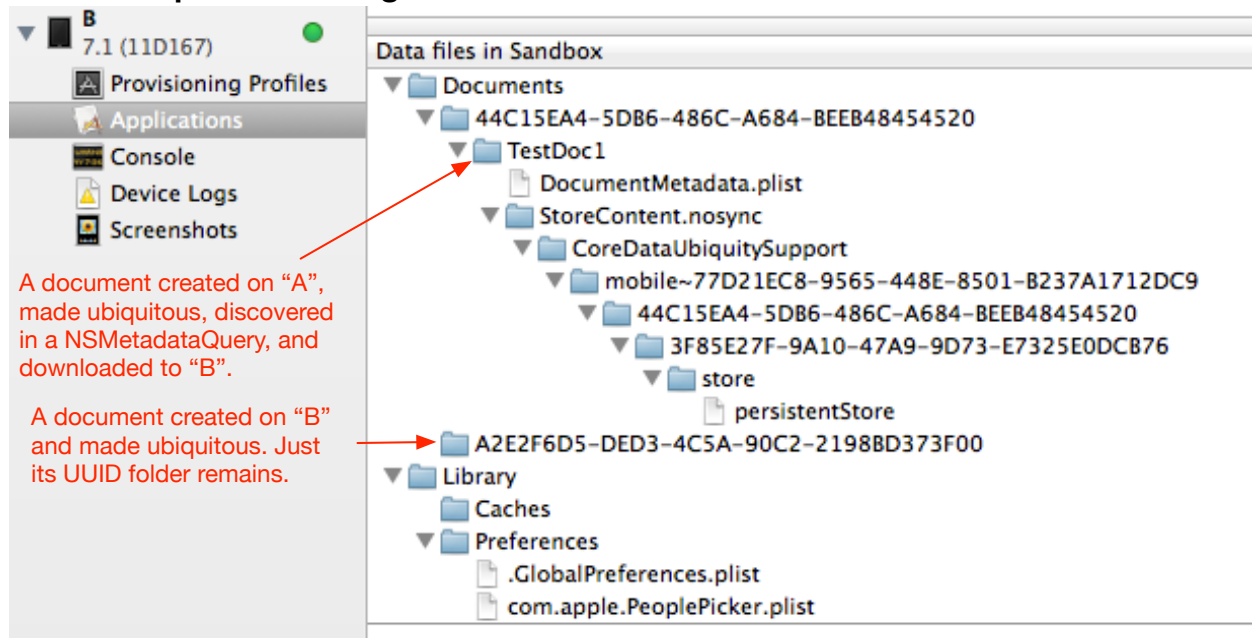 B
7.1 (11D167)
Provisioning Profiles
Applications
Console
Device Logs
Screenshots
A document created on “A”,
made ubiquitous, discovered
in a NSMetadataQuery, and
downloaded to “B”.
A document created on “B”
and made ubiquitous. Just
its UUID folder remains.
Data files in Sandbox
Documents
44C15EA4-5DB6-486C-A684-BEEB48454520
TestDoc1
DocumentMetadata.plist
StoreContent.nosync
CoreDataUbiquitySupport
mobile~77D21EC8-9565-448E-8501-B237A1712DC9
44C15EA4-5DB6-486C-A684-BEEB48454520
3F85E27F-9A10-47A9-9D73-E7325E0DCB76
store
persistentStore
A2E2F6D5-DED3-4C5A-90C2-2198BD373F00
Library
Caches
Preferences
.GlobalPreferences.plist
com.apple.PeoplePicker.plist